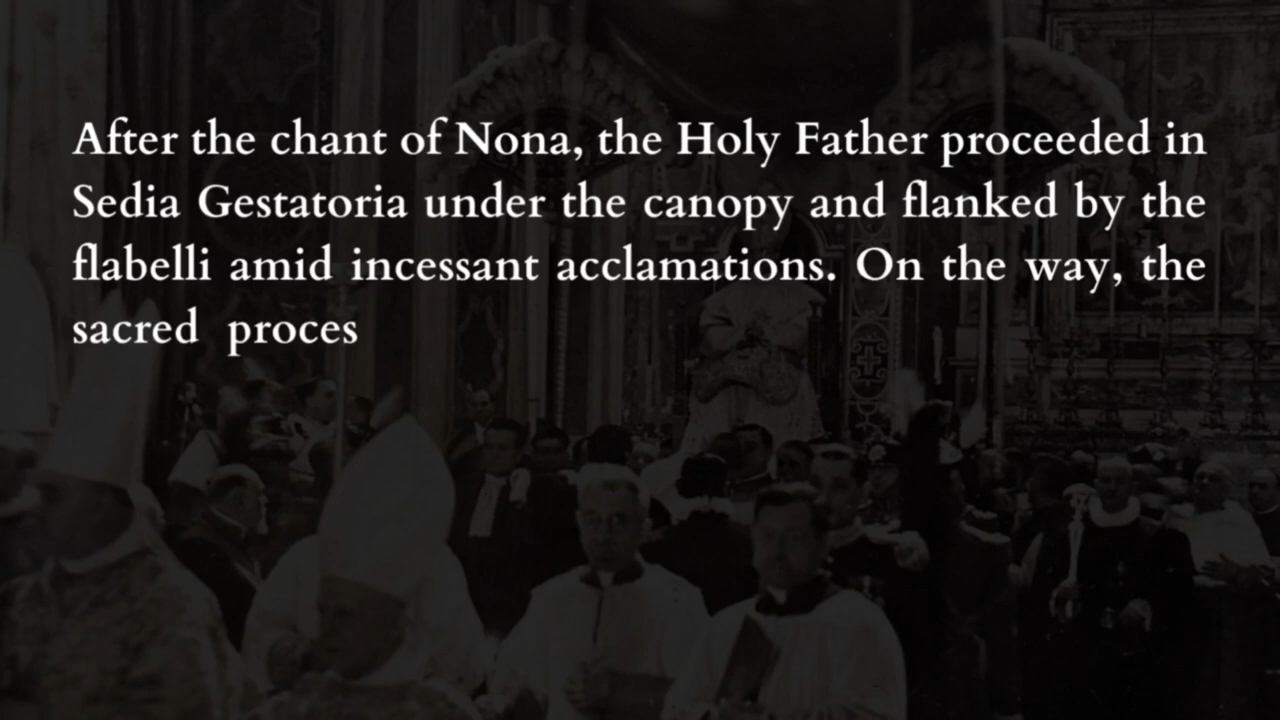 After the chant of Nona, the Holy Father proceeded in
Sedia Gestatoria under the canopy and flanked by the
flabelli amid incessant acclamations. On the way, the
sacred proces